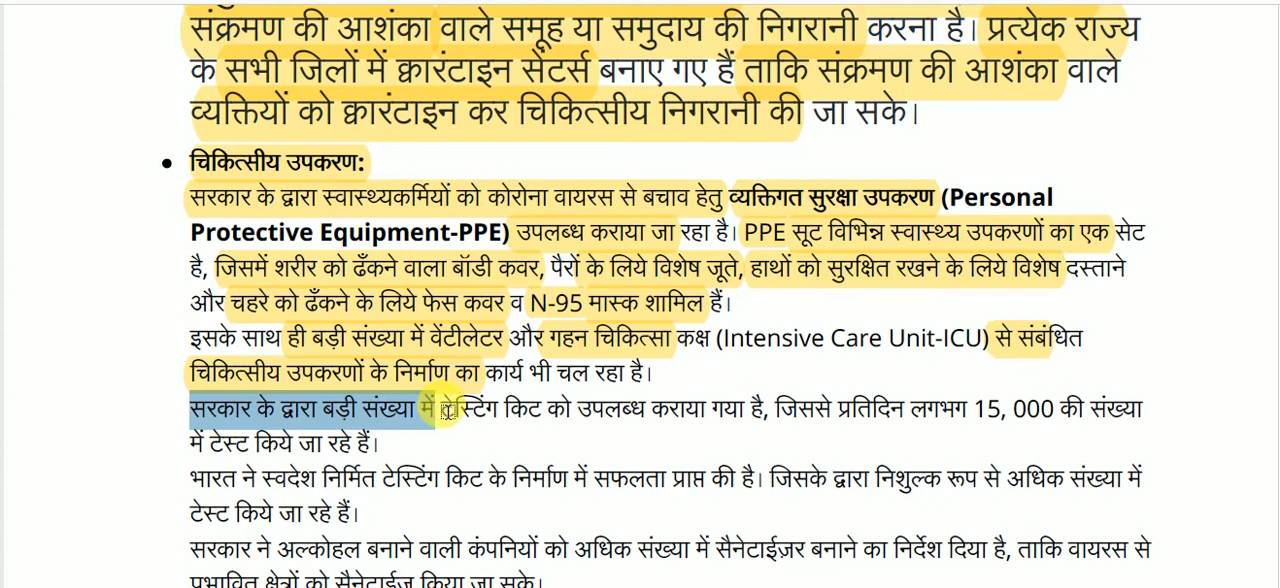 संक्रमण की आशंका वाले समूह या समुदाय की निगरानी करना है। प्रत्येक राज्य
के सभी जिलों में क्वारंटाइन सेंटर्स बनाए गए हैं ताकि संक्रमण की आशंका वाले
व्यक्तियों को क्वारंटाइन कर चिकित्सीय निगरानी की जा सके।
• चिकित्सीय उपकरण:
सरकार के द्वारा स्वास्थ्यकर्मियों को कोरोना वायरस से बचाव हेतु व्यक्तिगत सुरक्षा उपकरण (Personal
Protective Equipment-PPE) उपलब्ध कराया जा रहा है। PPE सूट विभिन्न स्वास्थ्य उपकरणों का एक सेट
है, जिसमें शरीर को ढँकने वाला बॉडी कवर, पैरों के लिये विशेष जूते, हाथों को सुरक्षित रखने के लिये विशेष दस्ताने
और चहरे को ढँकने के लिये फेस कवर व N-95 मास्क शामिल हैं।
इसके साथ ही बड़ी संख्या में वेंटीलेटर और गहन चिकित्सा कक्ष (Intensive Care Unit-ICU) से संबंधित
चिकित्सीय उपकरणों के निर्माण का कार्य भी चल रहा है।
सरकार के द्वारा बड़ी संख्या में टेस्टिंग किट को उपलब्ध कराया गया है, जिससे प्रतिदिन लगभग 15, 000 की संख्या
में टेस्ट किये जा रहे हैं।
भारत ने स्वदेश निर्मित टेस्टिंग किट के निर्माण में सफलता प्राप्त की है। जिसके द्वारा निशुल्क रूप से अधिक संख्या में
टेस्ट किये जा रहे हैं।
सरकार ने अल्कोहल बनाने वाली कंपनियों को अधिक संख्या में सैनेटाईज़र बनाने का निर्देश दिया है, ताकि वायरस से
प्रभावित क्षेत्रों को सैनेटाईज़ किया जा सके।